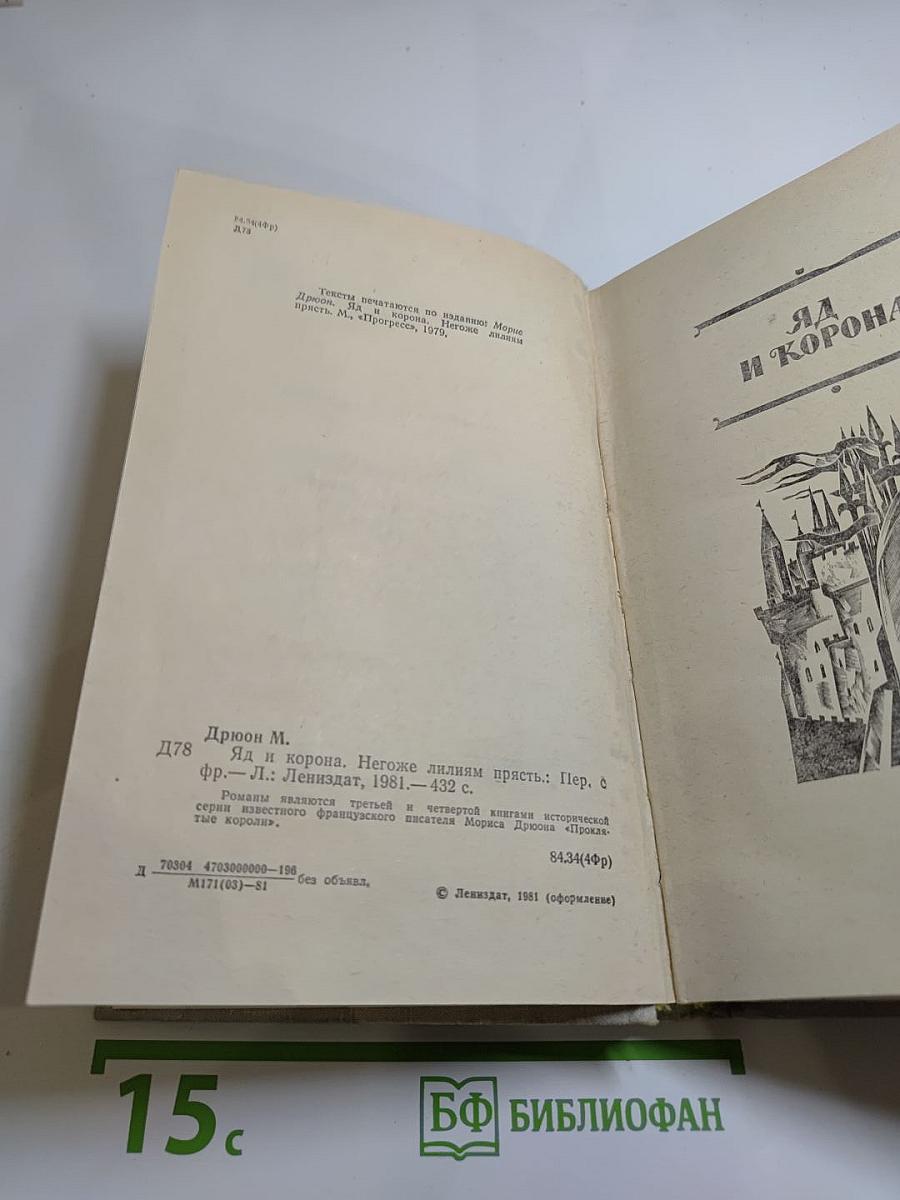 84.34(4Фр)
Д78
Тексты печатаются по изданию: Морис
Дрюон. Яд и корона. Негоже лилиям
прясть. М., «Прогресс», 1979.
Дрюон М.
Д78 Яд и корона. Негоже лилиям прясть.: Пер. с
фр.— Л.: Лениздат, 1981.— 432 с.
Романы являются третьей и четвертой книгами исторической
серии известного французского писателя Мориса Дрюона «Прокля-
тые короли».
84.34(4Фр)
Д 70304 4703000000—196
М171(03)—81 без объявл.
© Лениздат, 1981 (оформление)
ЯД
И КОРОНА
15 с
БФ БИБЛИОФАН